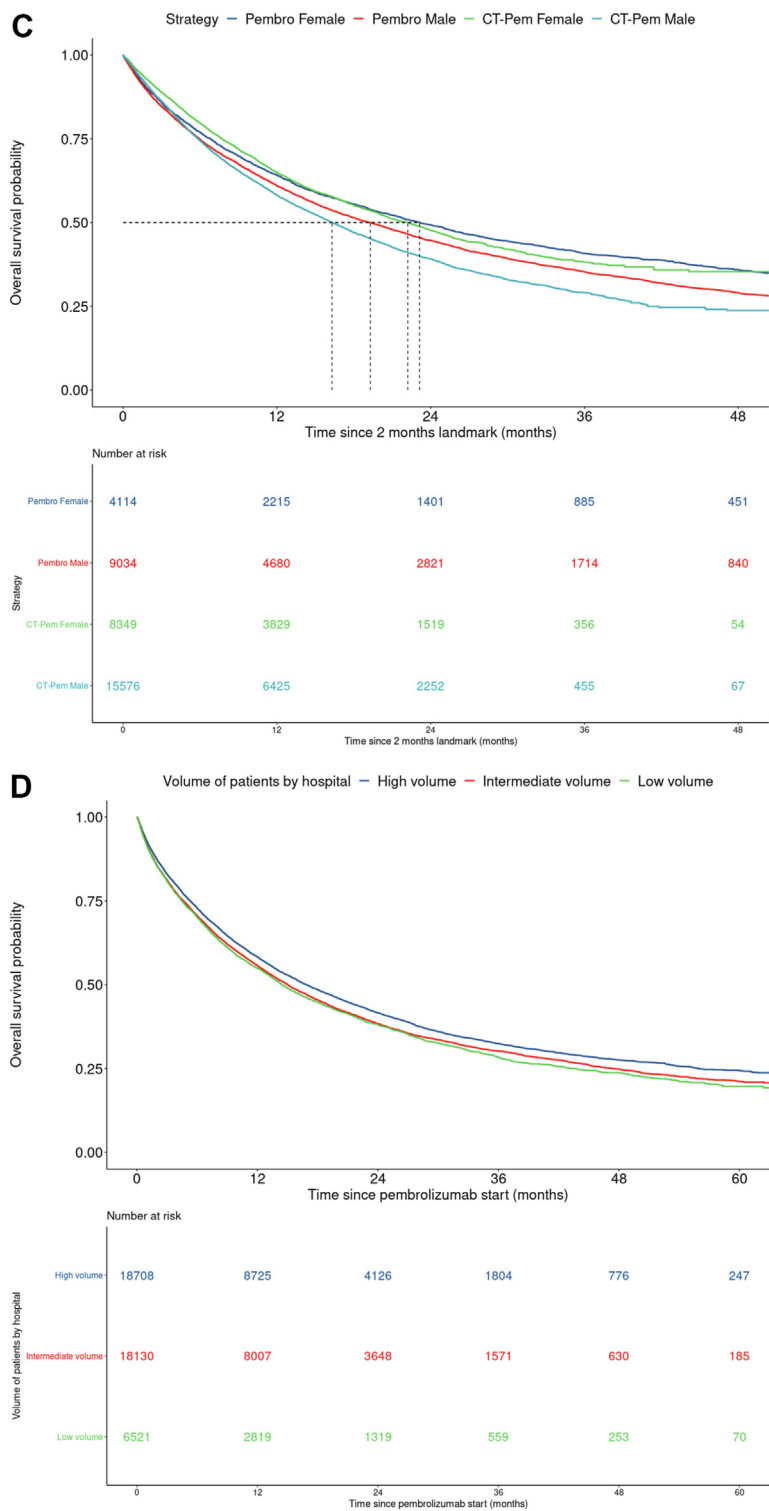 C
Strategy Pembro Female Pembro Male CT-Pem Female CT-Pem Male
Overall survival probability
1.00
0.75
0.50
0.25
0.00
0 12 24 36 48
Time since 2 months landmark (months)
Number at risk
Strategy
Pembro Female 4114 2215 1401 885 451
Pembro Male 9034 4680 2821 1714 840
CT-Pem Female 8349 3829 1519 356 54
CT-Pem Male 15576 6425 2252 455 67
0 12 24 36 48
Time since 2 months landmark (months)
D
Volume of patients by hospital High volume Intermediate volume Low volume
Overall survival probability
1.00
0.75
0.50
0.25
0.00
0 12 24 36 48 60
Time since pembrolizumab start (months)
Number at risk
Volume of patients by hospital
High volume 18708 8725 4126 1804 776 247
Intermediate volume 18130 8007 3648 1571 630 185
Low volume 6521 2819 1319 559 253 70
0 12 24 36 48 60
Time since pembrolizumab start (months)